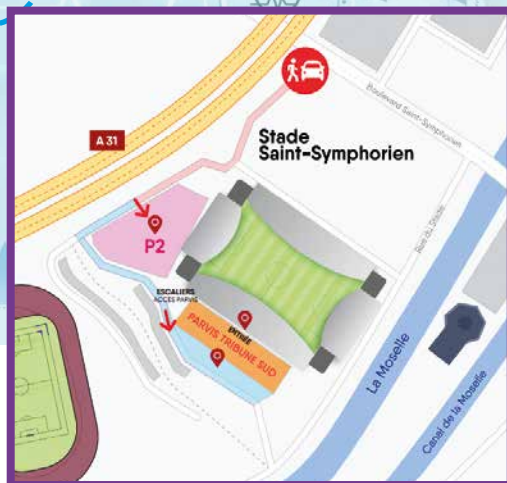 A 31
Boulevard Saint-Symphorien
Stade
Saint-Symphorien
Rue du Stade
P2
ESCALIERS
ACCES PARVIS
ENTRÉE
PARVIS TRIBUNE SUD
La Moselle
Canal de la Moselle